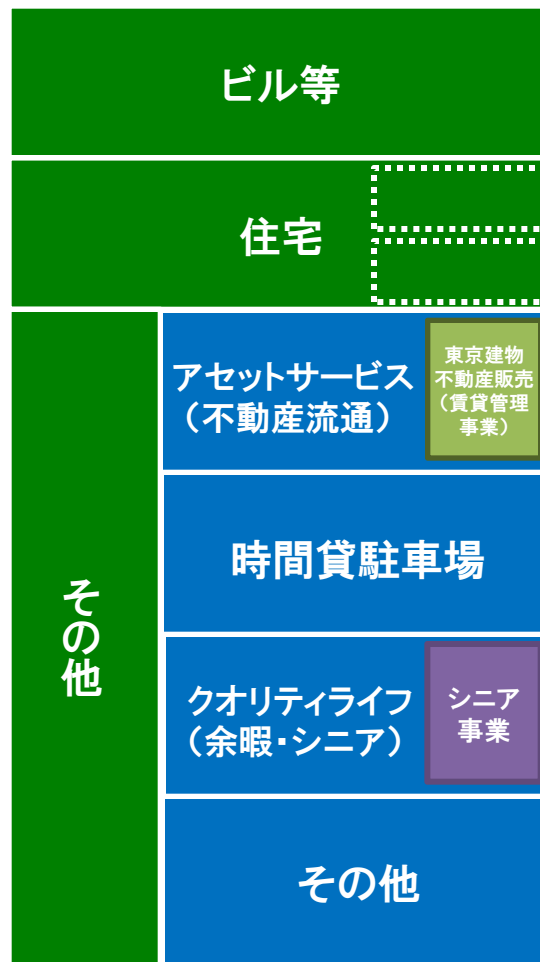 ビル等
住宅
その他
アセットサービス
（不動産流通）
東京建物
不動産販売
（賃貸管理
事業）
時間貸駐車場
クオリティライフ
（余暇・シニア）
シニア
事業
その他